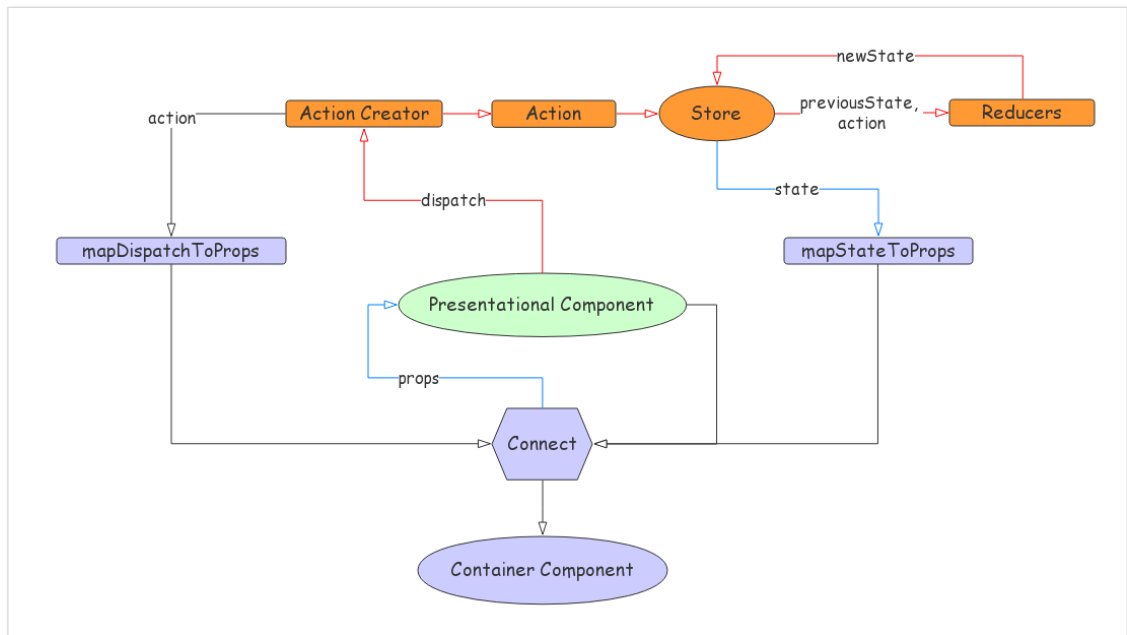 newState
action
Action Creator
Action
Store
previousState,
action
Reducers
dispatch
state
mapDispatchToProps
mapStateToProps
Presentational Component
props
Connect
Container Component